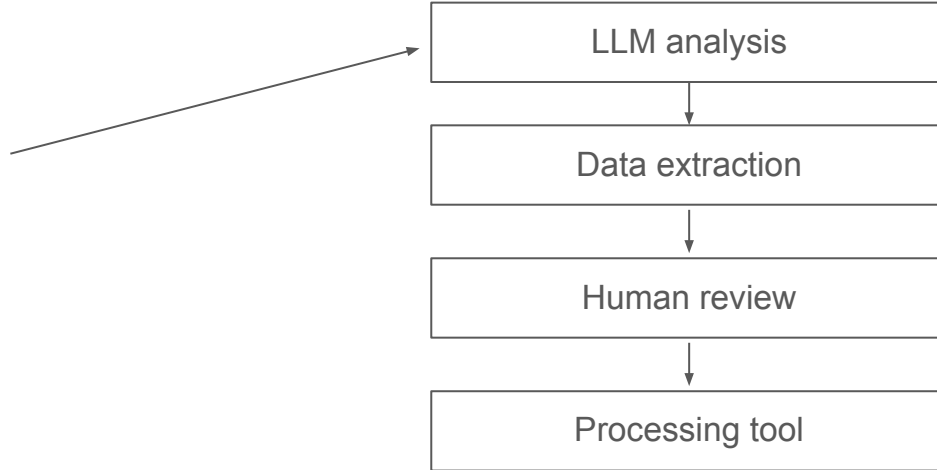 LLM analysis
Data extraction
Human review
Processing tool